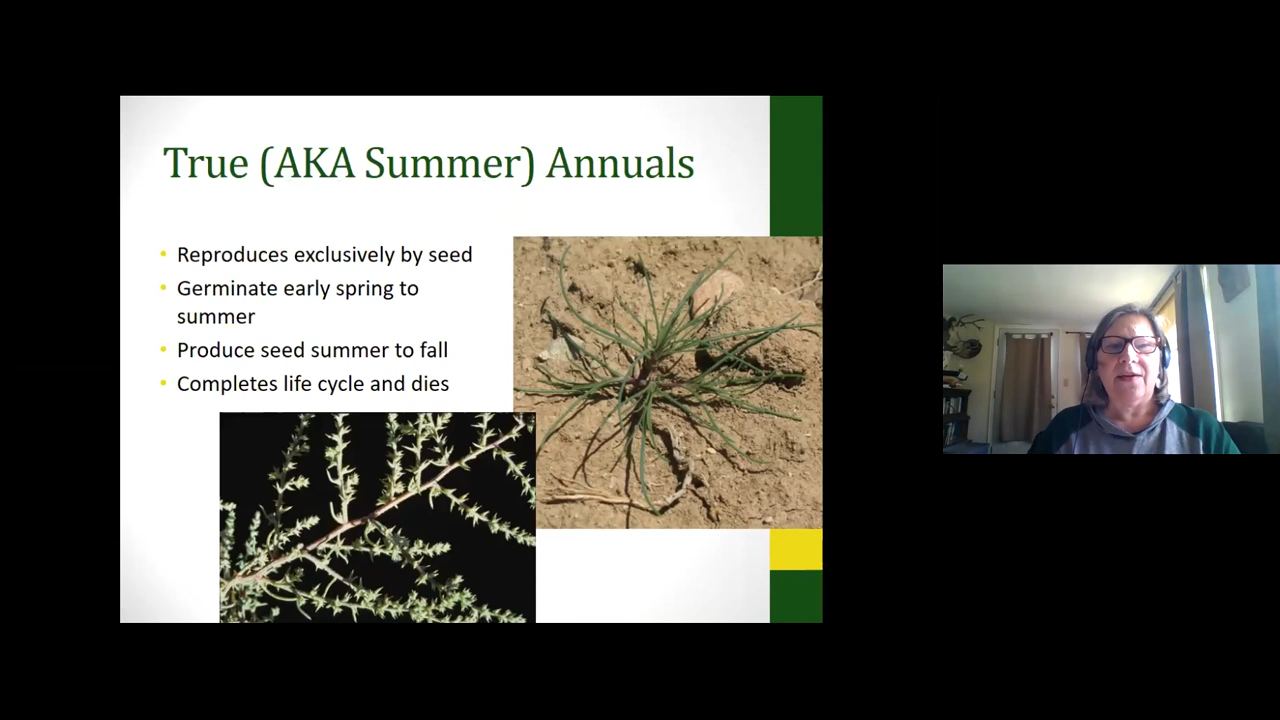 True (AKA Summer) Annuals
Reproduces exclusively by seed
Germinate early spring to
summer
Produce seed summer to fall
Completes life cycle and dies